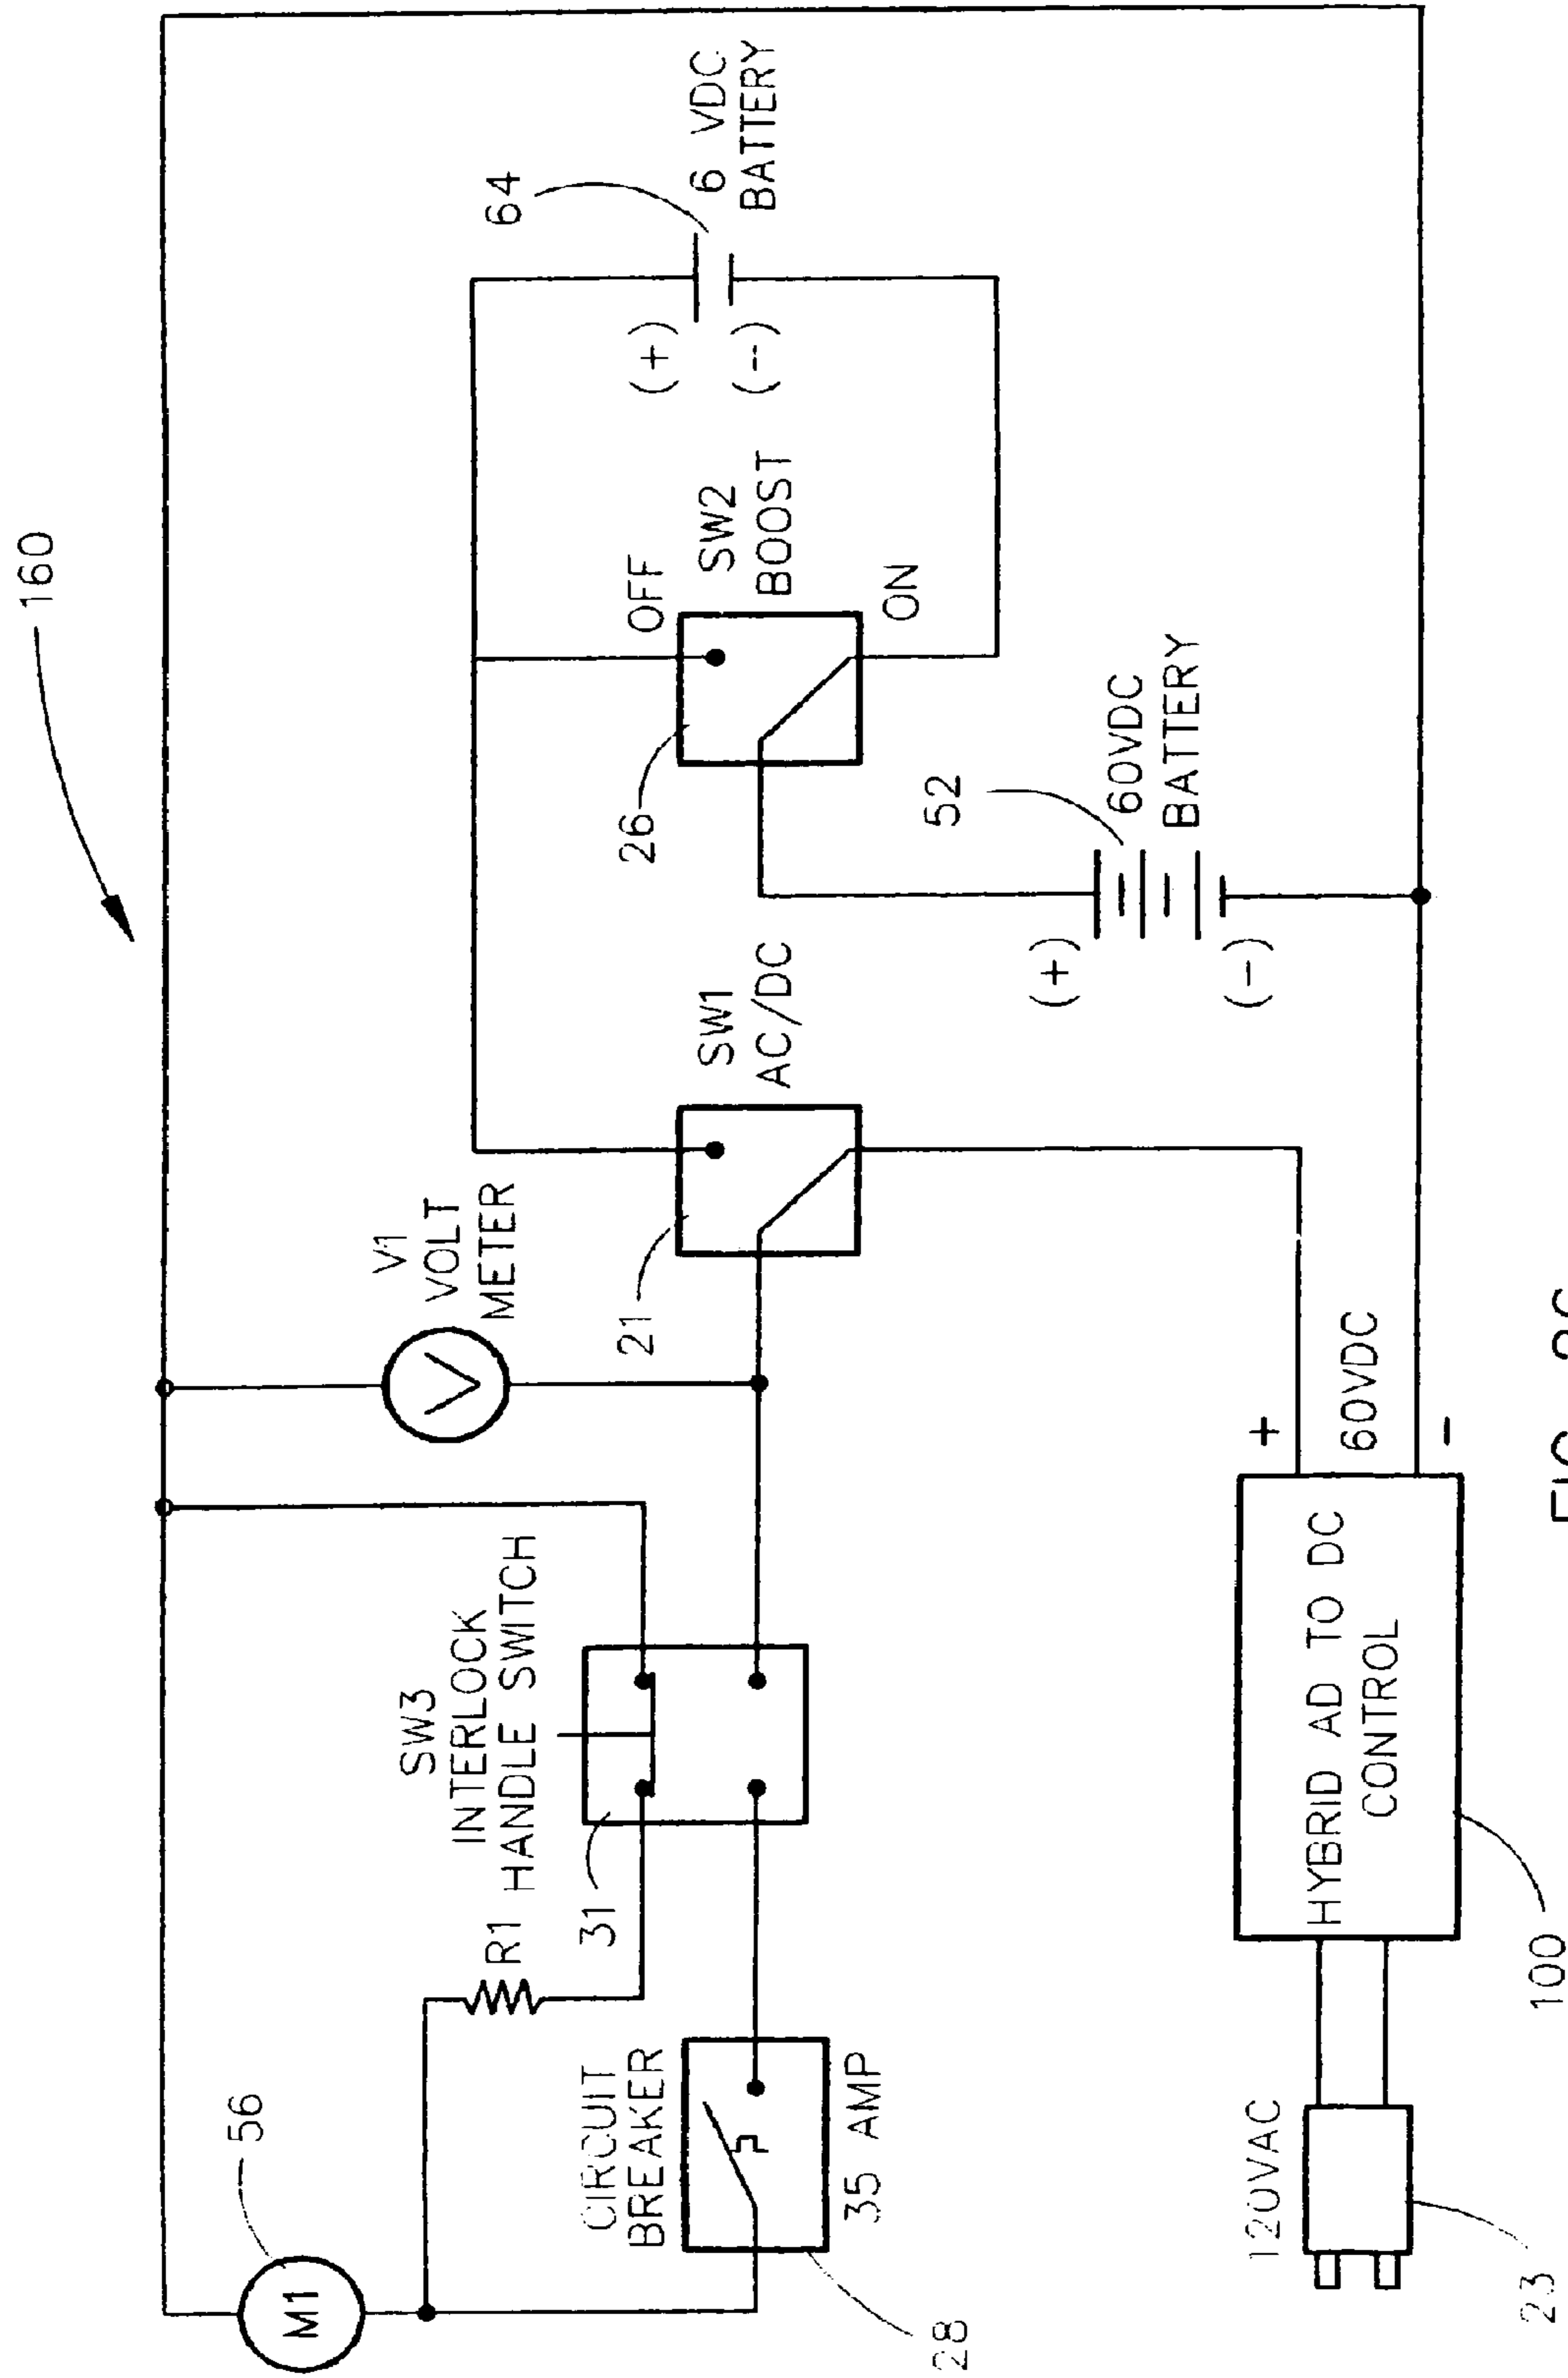 160
56
M1
R1
SW3
INTERLOCK
HANDLE SWITCH
31
V1
VOLT
METER
CIRCUIT
BREAKER
35 AMP
28
21
SW1
AC/DC
26
OFF
SW2
BOOST
ON
64
6 VDC
BATTERY
(+)
(-)
52
60VDC
BATTERY
(+)
(-)
120VAC
23
HYBRID AD TO DC
CONTROL
100
+
60VDC
-